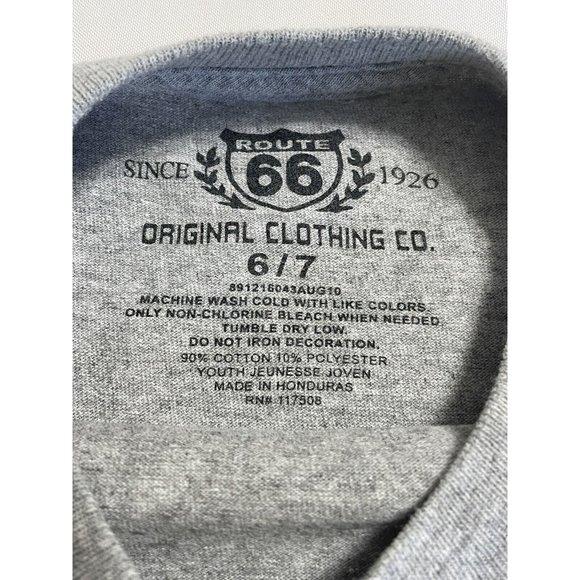 ROUTE
SINCE 66 1926
ORIGINAL CLOTHING CO.
6/7
891216043AUG10
MACHINE WASH COLD WITH LIKE COLORS
ONLY NON-CHLORINE BLEACH WHEN NEEDED
TUMBLE DRY LOW.
DO NOT IRON DECORATION.
90% COTTON 10% POLYESTER
YOUTH JEUNESSE JOVEN
MADE IN HONDURAS
RN# 117508